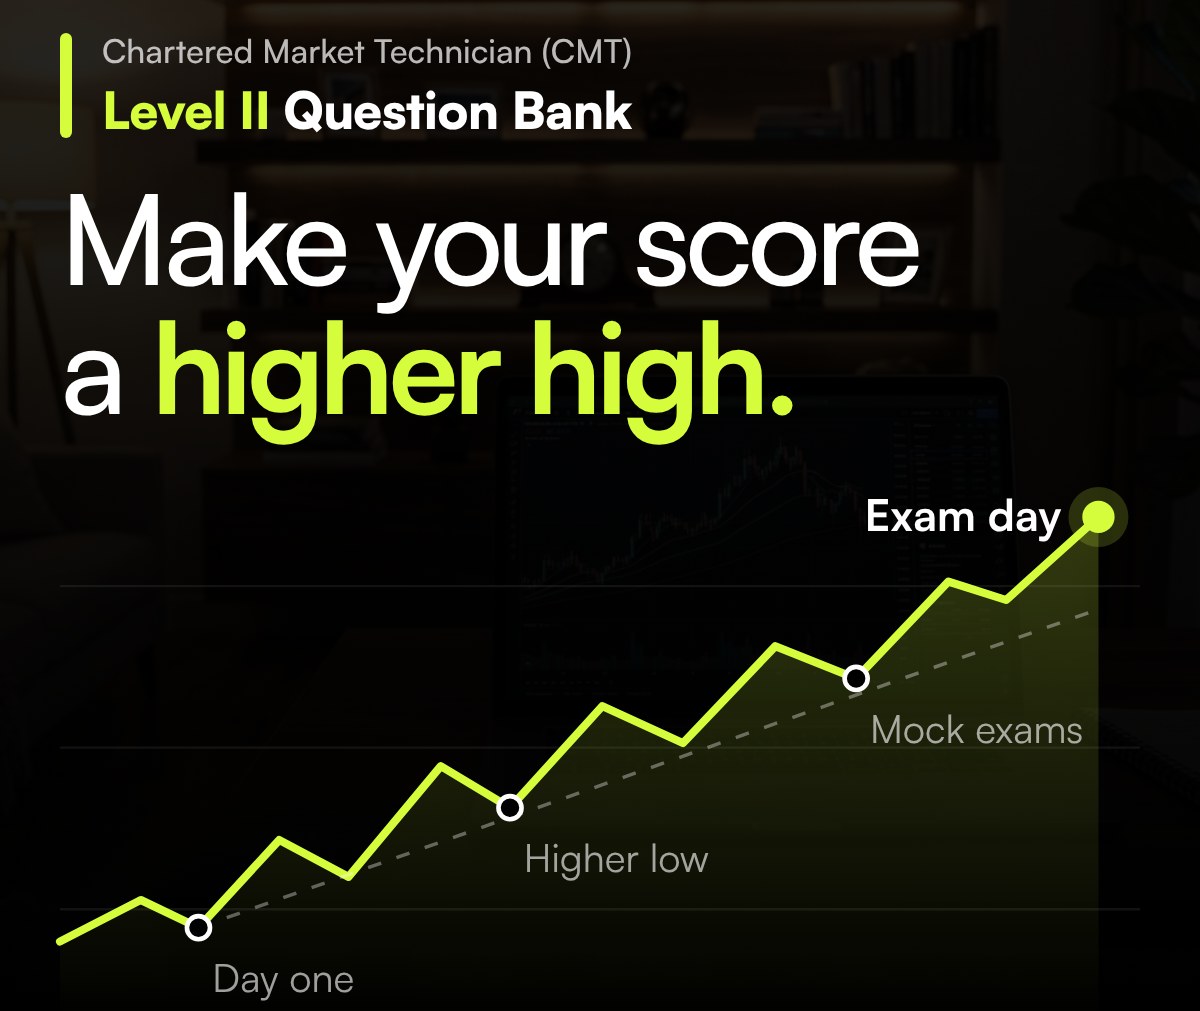 Chartered Market Technician (CMT)
Level II Question Bank
Make your score
a higher high.
Exam day
Mock exams
Higher low
Day one